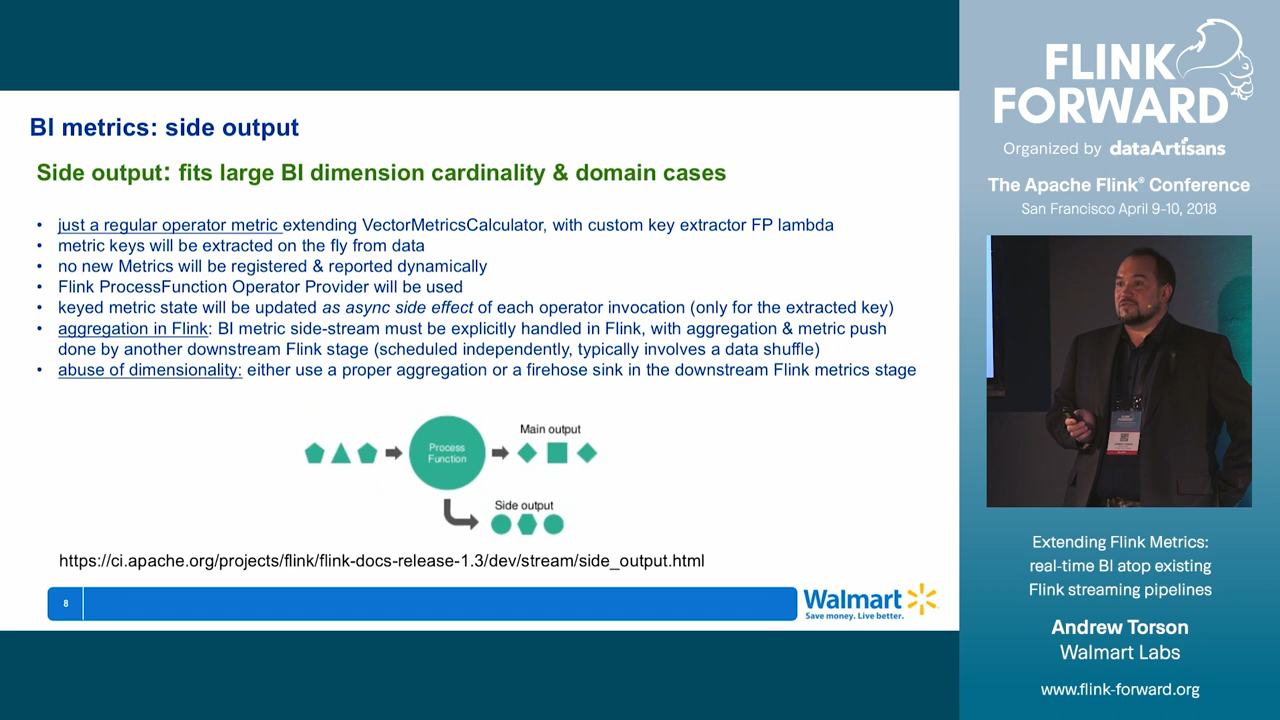 BI metrics: side output
Side output: fits large BI dimension cardinality & domain cases
• just a regular operator metric extending VectorMetricsCalculator, with custom key extractor FP lambda
• metric keys will be extracted on the fly from data
• no new Metrics will be registered & reported dynamically
• Flink ProcessFunction Operator Provider will be used
• keyed metric state will be updated as async side effect of each operator invocation (only for the extracted key)
• aggregation in Flink: BI metric side-stream must be explicitly handled in Flink, with aggregation & metric push
done by another downstream Flink stage (scheduled independently, typically involves a data shuffle)
• abuse of dimensionality: either use a proper aggregation or a firehose sink in the downstream Flink metrics stage
Process
Function
Main output
Side output
https://ci.apache.org/projects/flink/flink-docs-release-1.3/dev/stream/side_output.html
8
Walmart
Save money. Live better.
FLINK
FORWARD
Organized by dataArtisans
The Apache Flink® Conference
San Francisco April 9-10, 2018
Extending Flink Metrics:
real-time BI atop existing
Flink streaming pipelines
Andrew Torson
Walmart Labs
www.flink-forward.org